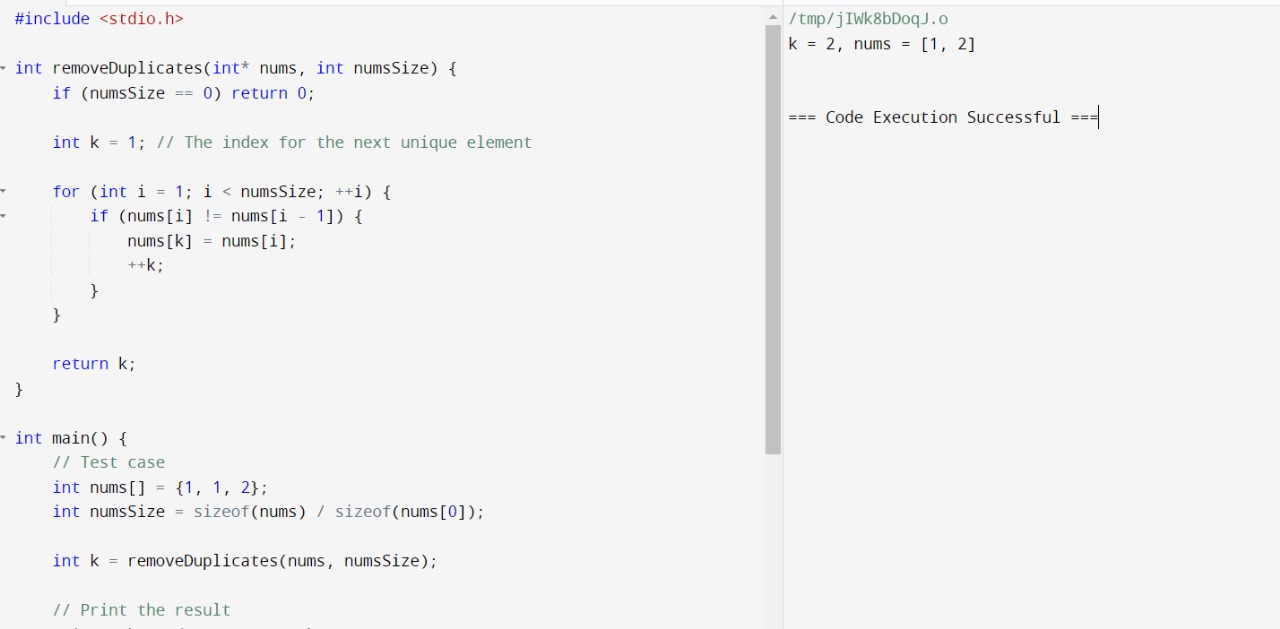 #include <stdio.h>
int removeDuplicates(int* nums, int numsSize) {
    if (numsSize == 0) return 0;
    int k = 1; // The index for the next unique element
    for (int i = 1; i < numsSize; ++i) {
        if (nums[i] != nums[i - 1]) {
            nums[k] = nums[i];
            ++k;
        }
    }
    return k;
}
int main() {
    // Test case
    int nums[] = {1, 1, 2};
    int numsSize = sizeof(nums) / sizeof(nums[0]);
    int k = removeDuplicates(nums, numsSize);
    // Print the result
/tmp/jIWk8bDoqJ.o
k = 2, nums = [1, 2]
=== Code Execution Successful ===